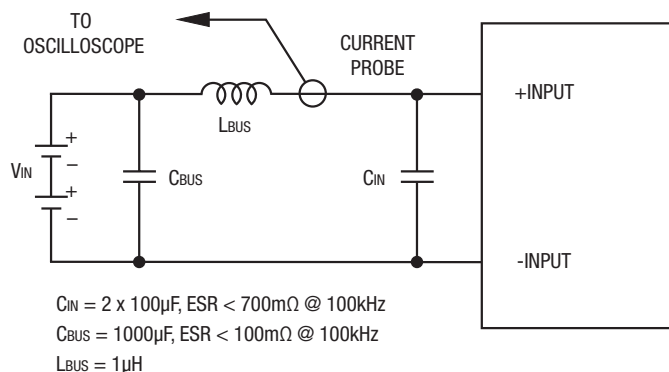 TO
OSCILLOSCOPE
CURRENT
PROBE
+INPUT
LBUS
+
VIN
−
+
−
CBUS
CIN
-INPUT
CIN = 2 x 100µF, ESR < 700mΩ @ 100kHz
CBUS = 1000µF, ESR < 100mΩ @ 100kHz
LBUS = 1µH